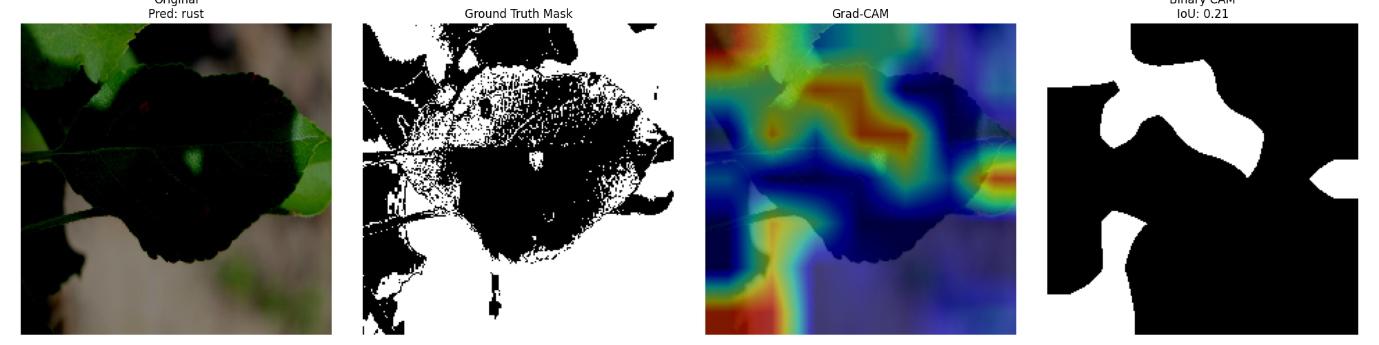 Original
Pred: rust
Ground Truth Mask
Grad-CAM
Binary CAM
IoU: 0.21